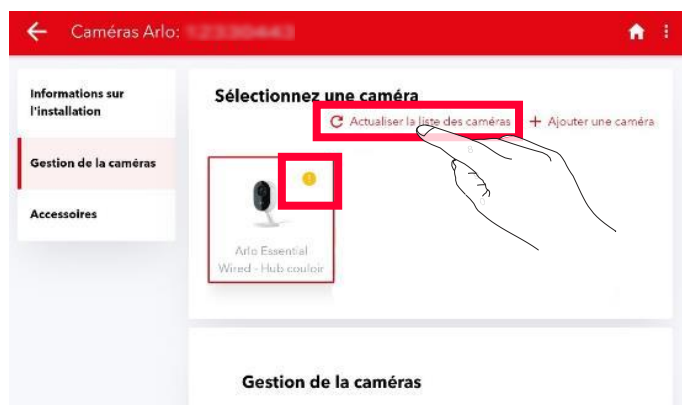 Caméras Arlo:
Informations sur
l'installation
Gestion de la caméras
Accessoires
Sélectionnez une caméra
Actualiser la liste des caméras + Ajouter une caméra
!
Arlo Essential
Wired - Hub couloir
Gestion de la caméras